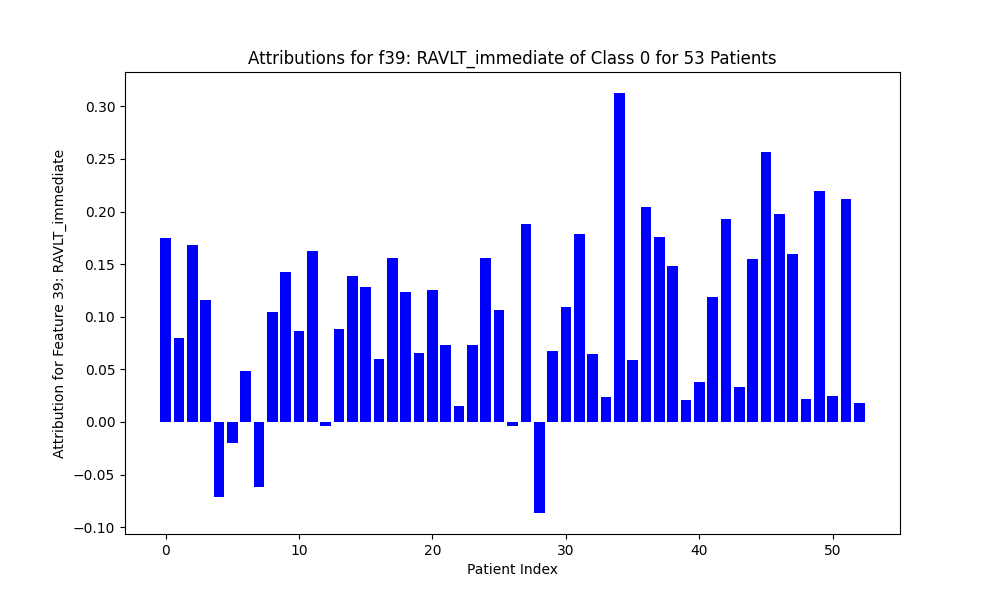 Attributions for f39: RAVLT_immediate of Class 0 for 53 Patients
Attribution for Feature 39: RAVLT_immediate
0.30
0.25
0.20
0.15
0.10
0.05
0.00
−0.05
−0.10
0 10 20 30 40 50
Patient Index